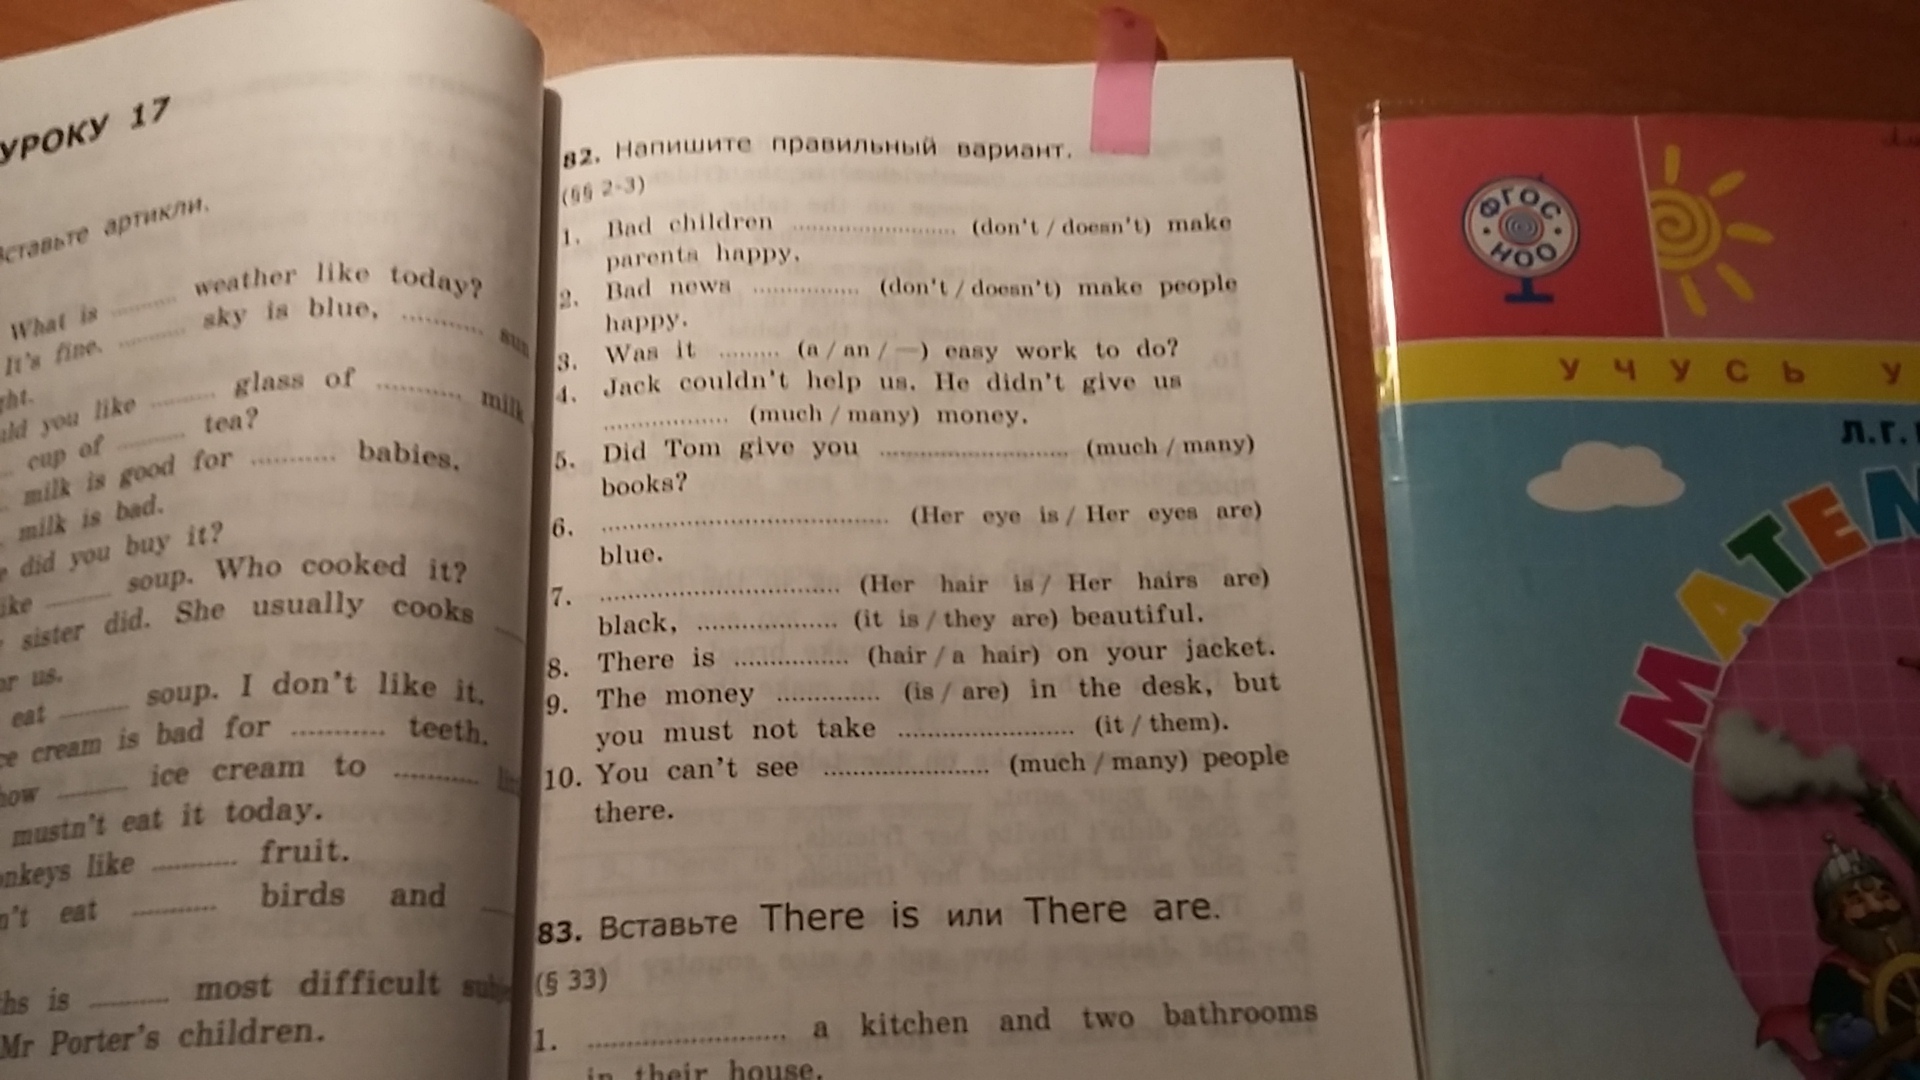 УРОКУ 17
Вставьте артикли.
What is ........ weather like today?
It's fine. ........ sky is blue, ........... sun
you like ........ glass of .......... milk
cup of ......... tea?
milk is good for .......... babies.
milk is bad.
did you buy it?
........ soup. Who cooked it?
sister did. She usually cooks
us.
eat ........ soup. I don't like it.
cream is bad for ........... teeth.
........ ice cream to ..........
mustn't eat it today.
like .......... fruit.
eat .......... birds and
is ......... most difficult
Mr Porter's children.
82. Напишите правильный вариант.
(§§ 2-3)
1. Bad children ........................ (don't / doesn't) make
parents happy.
2. Bad news ................ (don't / doesn't) make people
happy.
3. Was it ......... (a / an / —) easy work to do?
4. Jack couldn't help us. He didn't give us
.................. (much / many) money.
5. Did Tom give you ........................... (much / many)
books?
6. ........................................ (Her eye is / Her eyes are)
blue.
7. .................................. (Her hair is / Her hairs are)
black, .................... (it is / they are) beautiful.
8. There is ................ (hair / a hair) on your jacket.
9. The money .............. (is / are) in the desk, but
you must not take ........................ (it / them).
10. You can't see ....................... (much / many) people
there.
83. Вставьте There is или There are.
(§ 33)
1. ........................... a kitchen and two bathrooms
in their house.
ФГОС
НОО
УЧУСЬ У
Л.Г.
МАТЕМ